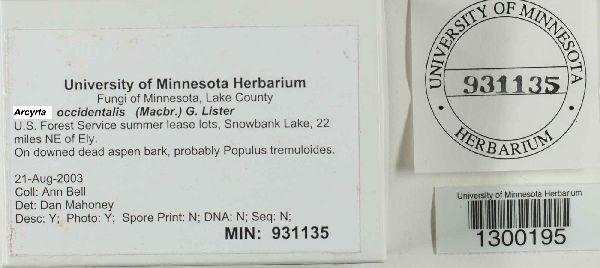 University of Minnesota Herbarium
Fungi of Minnesota, Lake County
Arcyria occidentalis (Macbr.) G. Lister
U.S. Forest Service summer lease lots, Snowbank Lake, 22
miles NE of Ely.
On downed dead aspen bark, probably Populus tremuloides.
21-Aug-2003
Coll: Ann Bell
Det: Dan Mahoney
Desc: Y; Photo: Y; Spore Print: N; DNA: N; Seq: N;
MIN: 931135
UNIVERSITY OF MINNESOTA
931135
• HERBARIUM •
University of Minnesota Herbarium
1300195